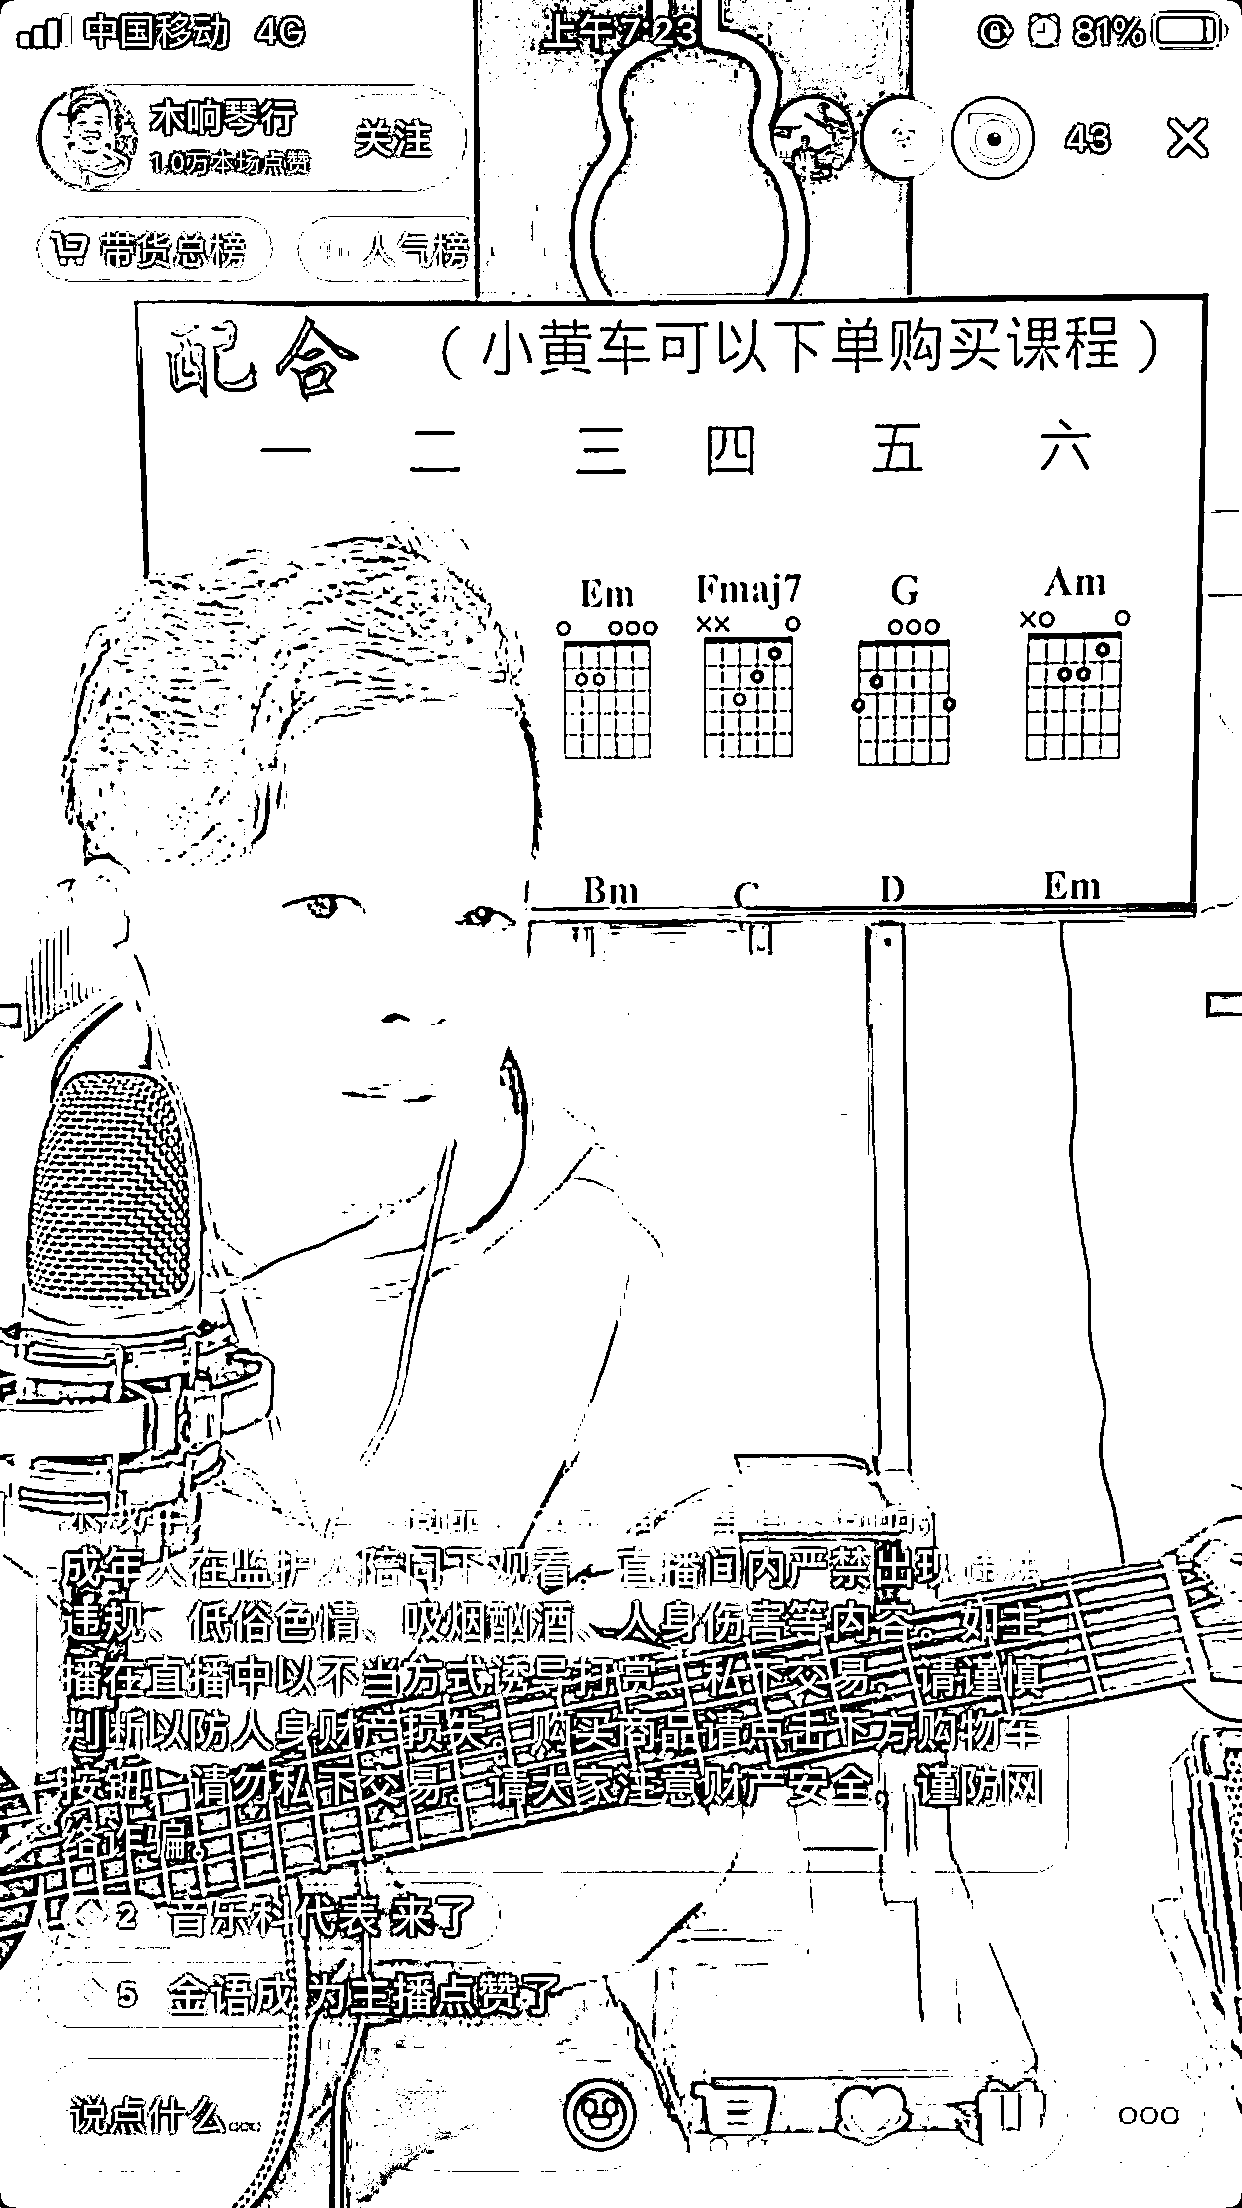 中国移动 4G 上午7:23 81%
木响琴行
1.0万本场点赞
关注
43
带货总榜 人气榜
配合 （小黄车可以下单购买课程）
一 二 三 四 五 六
Em Fmaj7 G Am
Bm C D Em
成年人在监护人陪同下观看。直播间内严禁出现违法
违规、低俗色情、吸烟酗酒、人身伤害等内容。如主
播在直播中以不当方式诱导打赏、私下交易，请谨慎
判断以防人身财产损失。购买商品请点击下方购物车
按钮，请勿私下交易。请大家注意财产安全，谨防网
络诈骗。
2 音乐科代表 来了
5 金语成 为主播点赞了
说点什么...